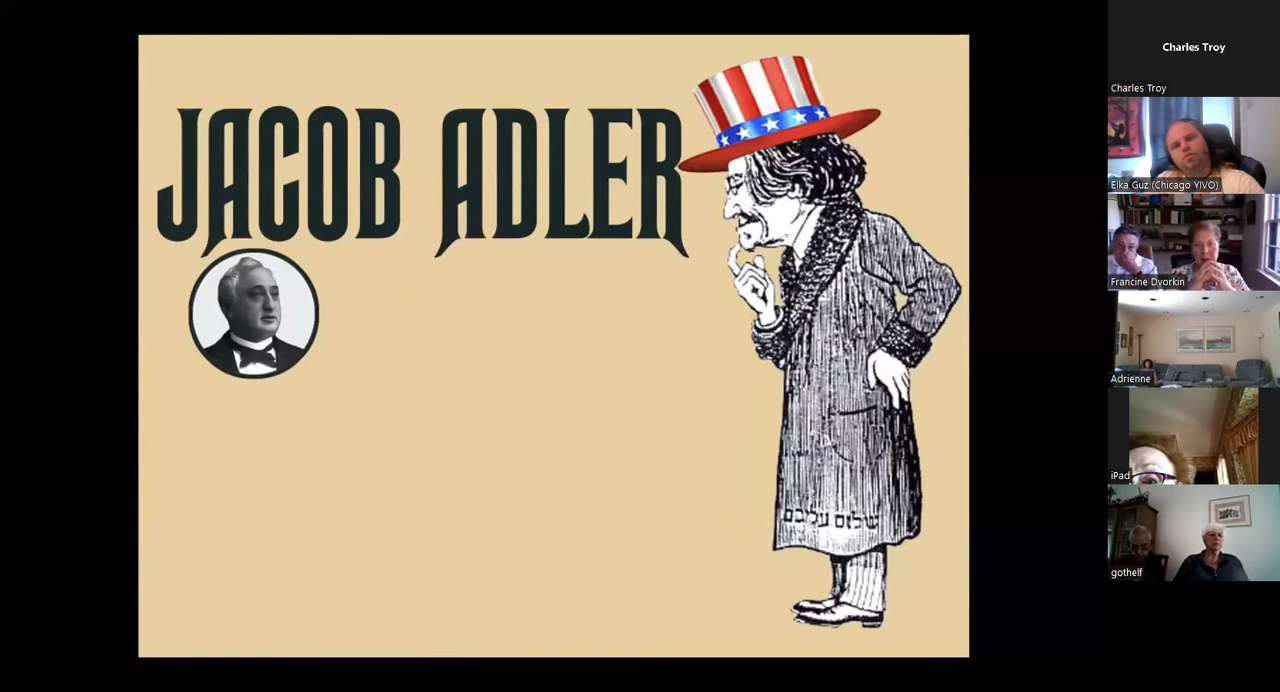 JACOB ADLER
שלום עליכם
Charles Troy
Charles Troy
Elka Guz (Chicago YIVO)
Francine Dvorkin
Adrienne
iPad
gothelf